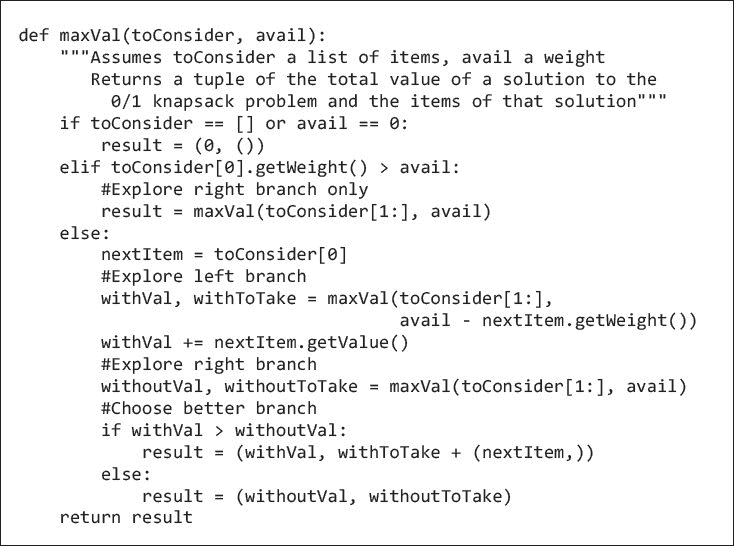 def maxVal(toConsider, avail):
    """Assumes toConsider a list of items, avail a weight
       Returns a tuple of the total value of a solution to the
         0/1 knapsack problem and the items of that solution"""
    if toConsider == [] or avail == 0:
        result = (0, ())
    elif toConsider[0].getWeight() > avail:
        #Explore right branch only
        result = maxVal(toConsider[1:], avail)
    else:
        nextItem = toConsider[0]
        #Explore left branch
        withVal, withToTake = maxVal(toConsider[1:],
                                     avail - nextItem.getWeight())
        withVal += nextItem.getValue()
        #Explore right branch
        withoutVal, withoutToTake = maxVal(toConsider[1:], avail)
        #Choose better branch
        if withVal > withoutVal:
            result = (withVal, withToTake + (nextItem,))
        else:
            result = (withoutVal, withoutToTake)
    return result